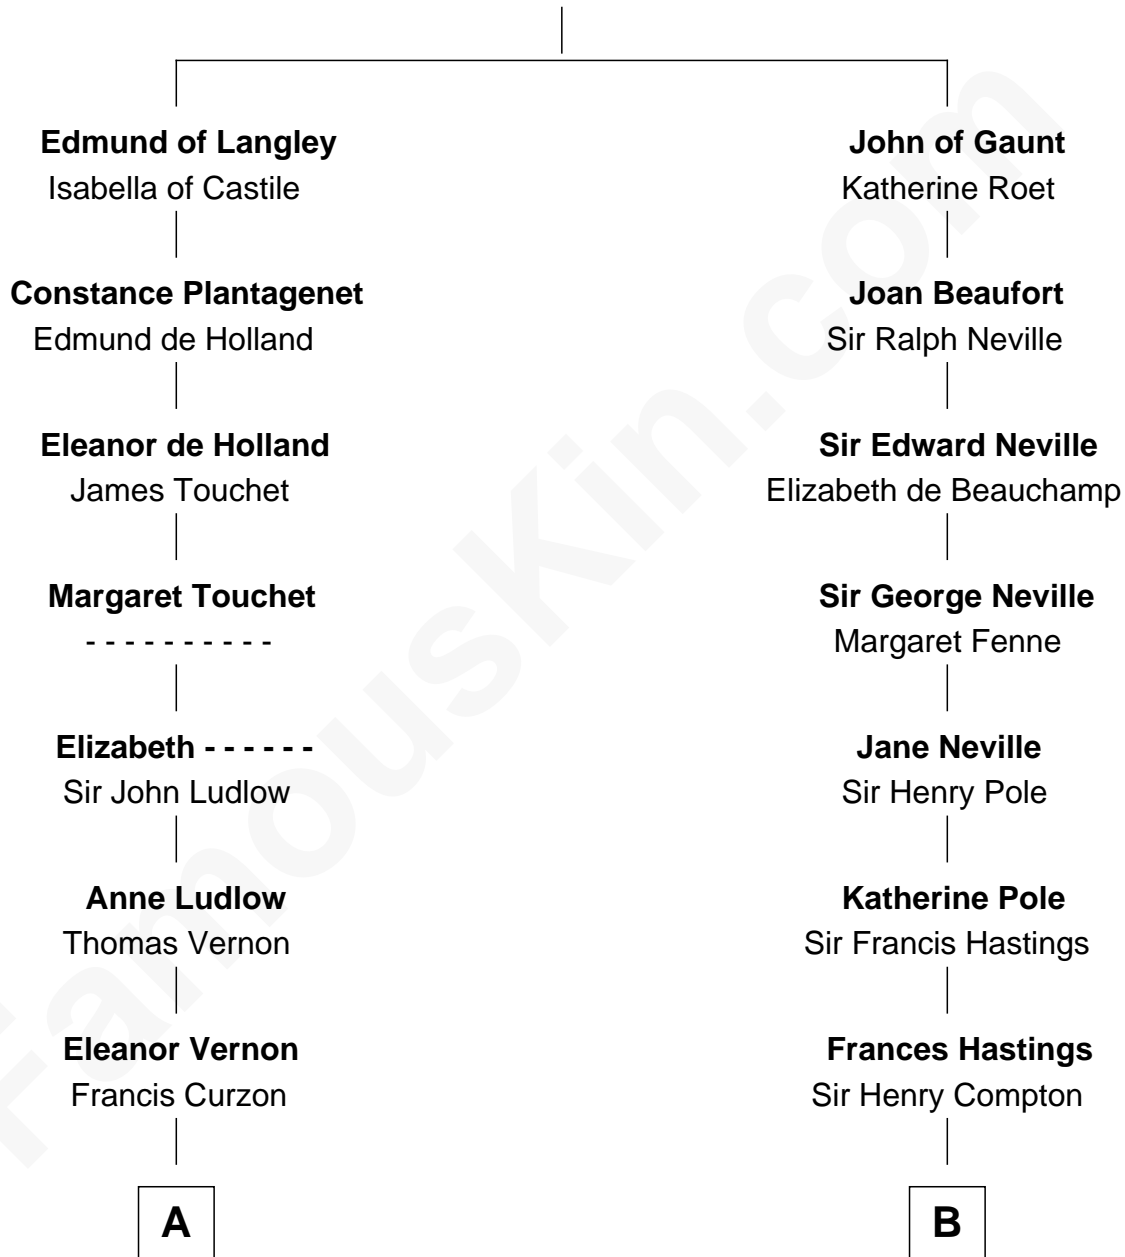 Edmund of Langley
Isabella of Castile
Constance Plantagenet
Edmund de Holland
Eleanor de Holland
James Touchet
Margaret Touchet
- - - - - - - - - -
Elizabeth - - - - - -
Sir John Ludlow
Anne Ludlow
Thomas Vernon
Eleanor Vernon
Francis Curzon
A
John of Gaunt
Katherine Roet
Joan Beaufort
Sir Ralph Neville
Sir Edward Neville
Elizabeth de Beauchamp
Sir George Neville
Margaret Fenne
Jane Neville
Sir Henry Pole
Katherine Pole
Sir Francis Hastings
Frances Hastings
Sir Henry Compton
B
FamousKin.com